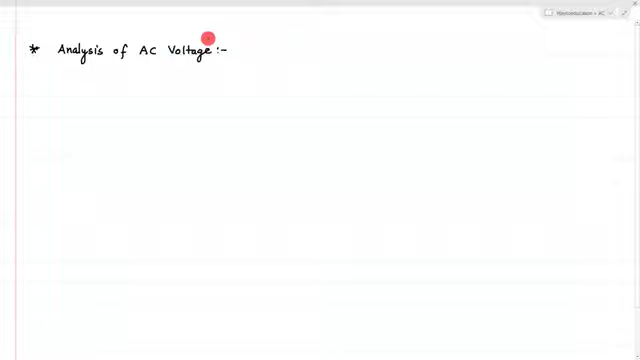 * Analysis of AC Voltage :-